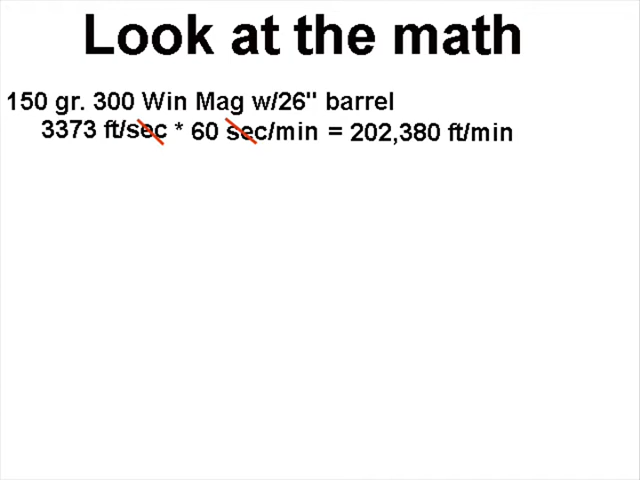 Look at the math
150 gr. 300 Win Mag w/26" barrel
3373 ft/sec * 60 sec/min = 202,380 ft/min